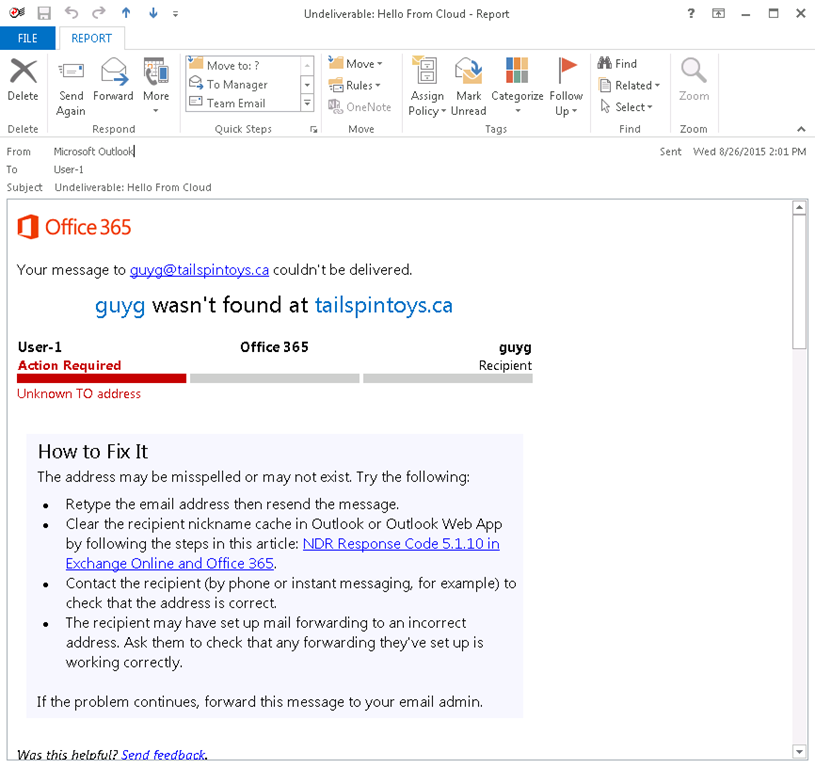 Undeliverable: Hello From Cloud - Report
FILE
REPORT
Delete
Send Again
Forward
More
Move to: ?
To Manager
Team Email
Move
Rules
OneNote
Assign Policy
Mark Unread
Categorize
Follow Up
Find
Related
Select
Zoom
Delete
Respond
Quick Steps
Move
Tags
Find
Zoom
From Microsoft Outlook
Sent Wed 8/26/2015 2:01 PM
To User-1
Subject Undeliverable: Hello From Cloud
Office 365
Your message to guyg@tailspintoys.ca couldn't be delivered.
guyg wasn't found at tailspintoys.ca
User-1 Office 365 guyg
Action Required Recipient
Unknown TO address
How to Fix It
The address may be misspelled or may not exist. Try the following:
• Retype the email address then resend the message.
• Clear the recipient nickname cache in Outlook or Outlook Web App
by following the steps in this article: NDR Response Code 5.1.10 in
Exchange Online and Office 365.
• Contact the recipient (by phone or instant messaging, for example) to
check that the address is correct.
• The recipient may have set up mail forwarding to an incorrect
address. Ask them to check that any forwarding they've set up is
working correctly.
If the problem continues, forward this message to your email admin.
Was this helpful? Send feedback.